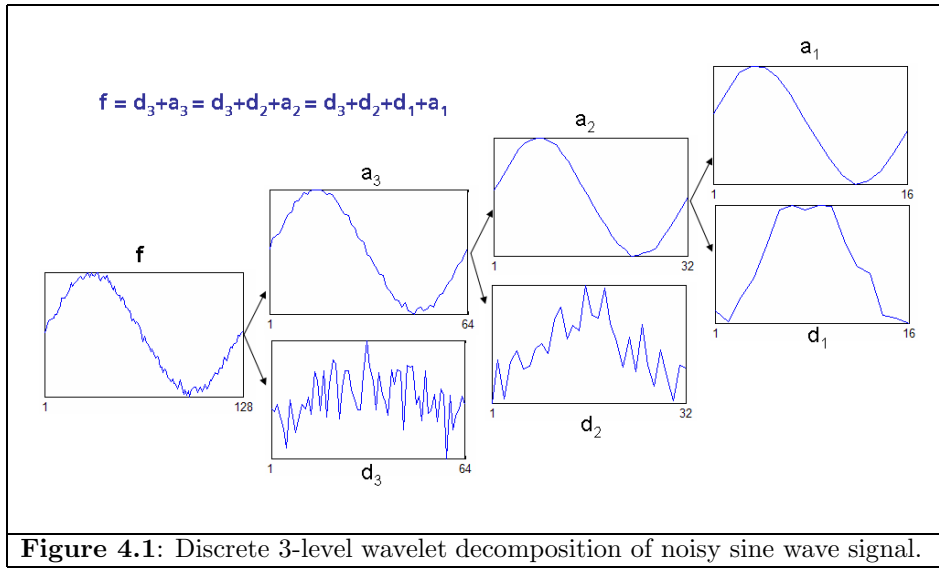 f = d₃+a₃ = d₃+d₂+a₂ = d₃+d₂+d₁+a₁
a₁
1 16
a₂
1 32
a₃
1 64
f
1 128
d₁
1 16
d₂
1 32
d₃
1 64
Figure 4.1: Discrete 3-level wavelet decomposition of noisy sine wave signal.